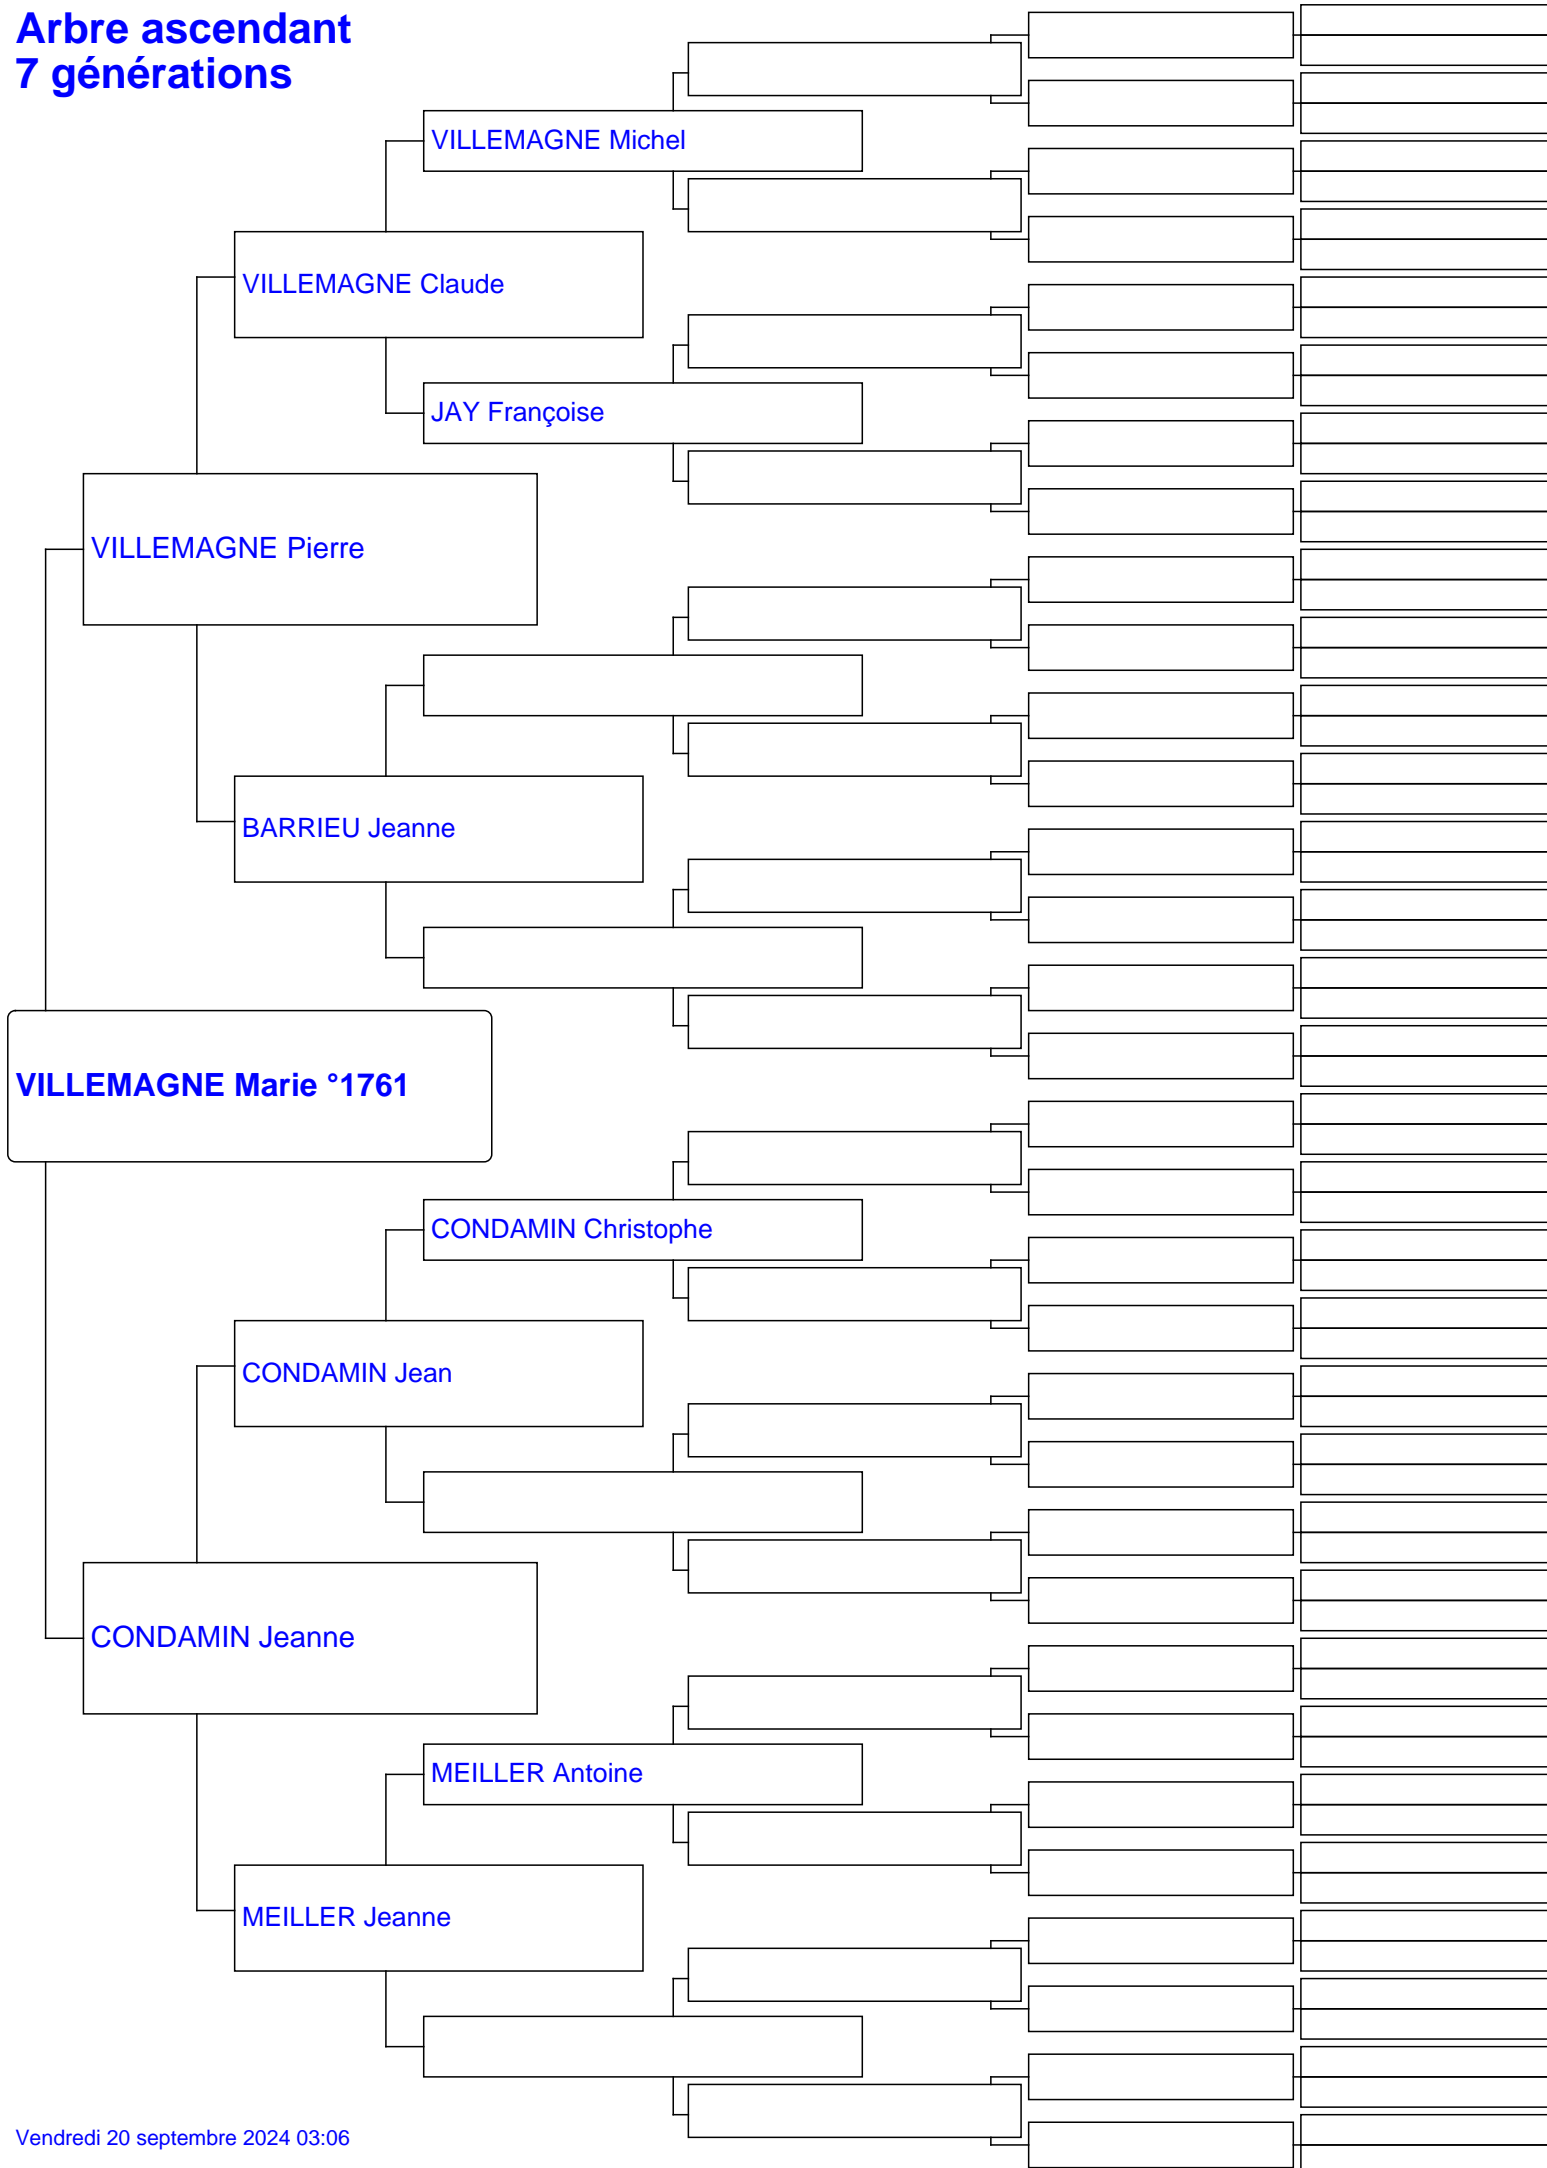 Arbre ascendant
7 générations
VILLEMAGNE Michel
VILLEMAGNE Claude
JAY Françoise
VILLEMAGNE Pierre
BARRIEU Jeanne
VILLEMAGNE Marie °1761
CONDAMIN Christophe
CONDAMIN Jean
CONDAMIN Jeanne
MEILLER Antoine
MEILLER Jeanne
Vendredi 20 septembre 2024 03:06